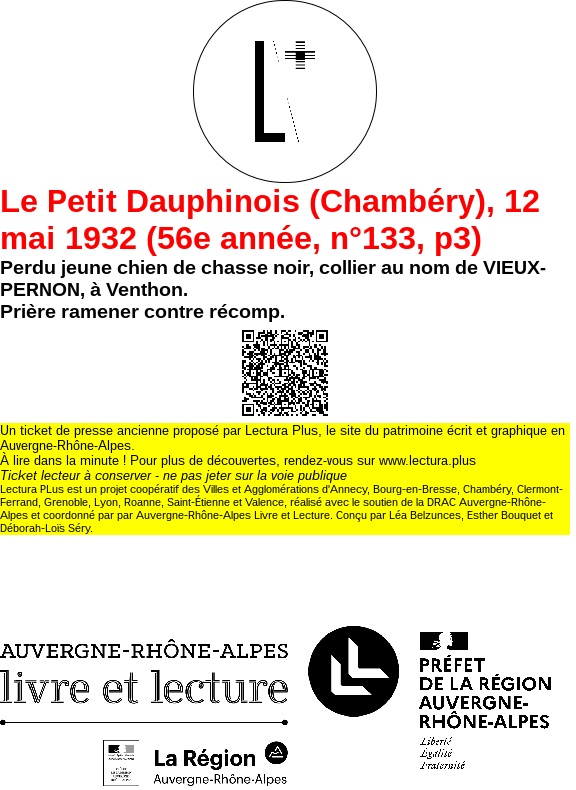 L+
Le Petit Dauphinois (Chambéry), 12
mai 1932 (56e année, n°133, p3)
Perdu jeune chien de chasse noir, collier au nom de VIEUX-
PERNON, à Venthon.
Prière ramener contre récomp.
Un ticket de presse ancienne proposé par Lectura Plus, le site du patrimoine écrit et graphique en
Auvergne-Rhône-Alpes.
À lire dans la minute ! Pour plus de découvertes, rendez-vous sur www.lectura.plus
Ticket lecteur à conserver - ne pas jeter sur la voie publique
Lectura PLus est un projet coopératif des Villes et Agglomérations d'Annecy, Bourg-en-Bresse, Chambéry, Clermont-
Ferrand, Grenoble, Lyon, Roanne, Saint-Étienne et Valence, réalisé avec le soutien de la DRAC Auvergne-Rhône-
Alpes et coordonné par par Auvergne-Rhône-Alpes Livre et Lecture. Conçu par Léa Belzunces, Esther Bouquet et
Déborah-Loïs Séry.
AUVERGNE-RHÔNE-ALPES
livre et lecture
PRÉFET
DE LA RÉGION
AUVERGNE-
RHÔNE-ALPES
Liberté
Égalité
Fraternité
La Région
Auvergne-Rhône-Alpes